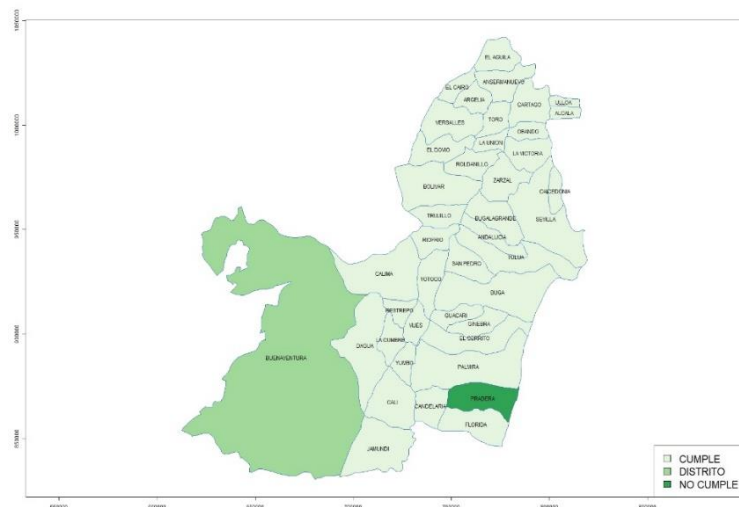 EL AGUILA
ANSERMANUEVO
EL CAIRO
ARGELIA
CARTAGO
ULLOA
ALCALA
TORO
VERSALLES
OBANDO
LA UNION
EL DOVIO
LA VICTORIA
ROLDANILLO
ZARZAL
BOLIVAR
CAICEDONIA
TRUJILLO
BUGALAGRANDE
SEVILLA
ANDALUCIA
RIOFRIO
TULUA
SAN PEDRO
CALIMA
YOTOCO
BUGA
RESTREPO
GUACARI
VIJES
GINEBRA
EL CERRITO
DAGUA
LA CUMBRE
BUENAVENTURA
YUMBO
PALMIRA
CALI
CANDELARIA
PRADERA
FLORIDA
JAMUNDI
CUMPLE
DISTRITO
NO CUMPLE